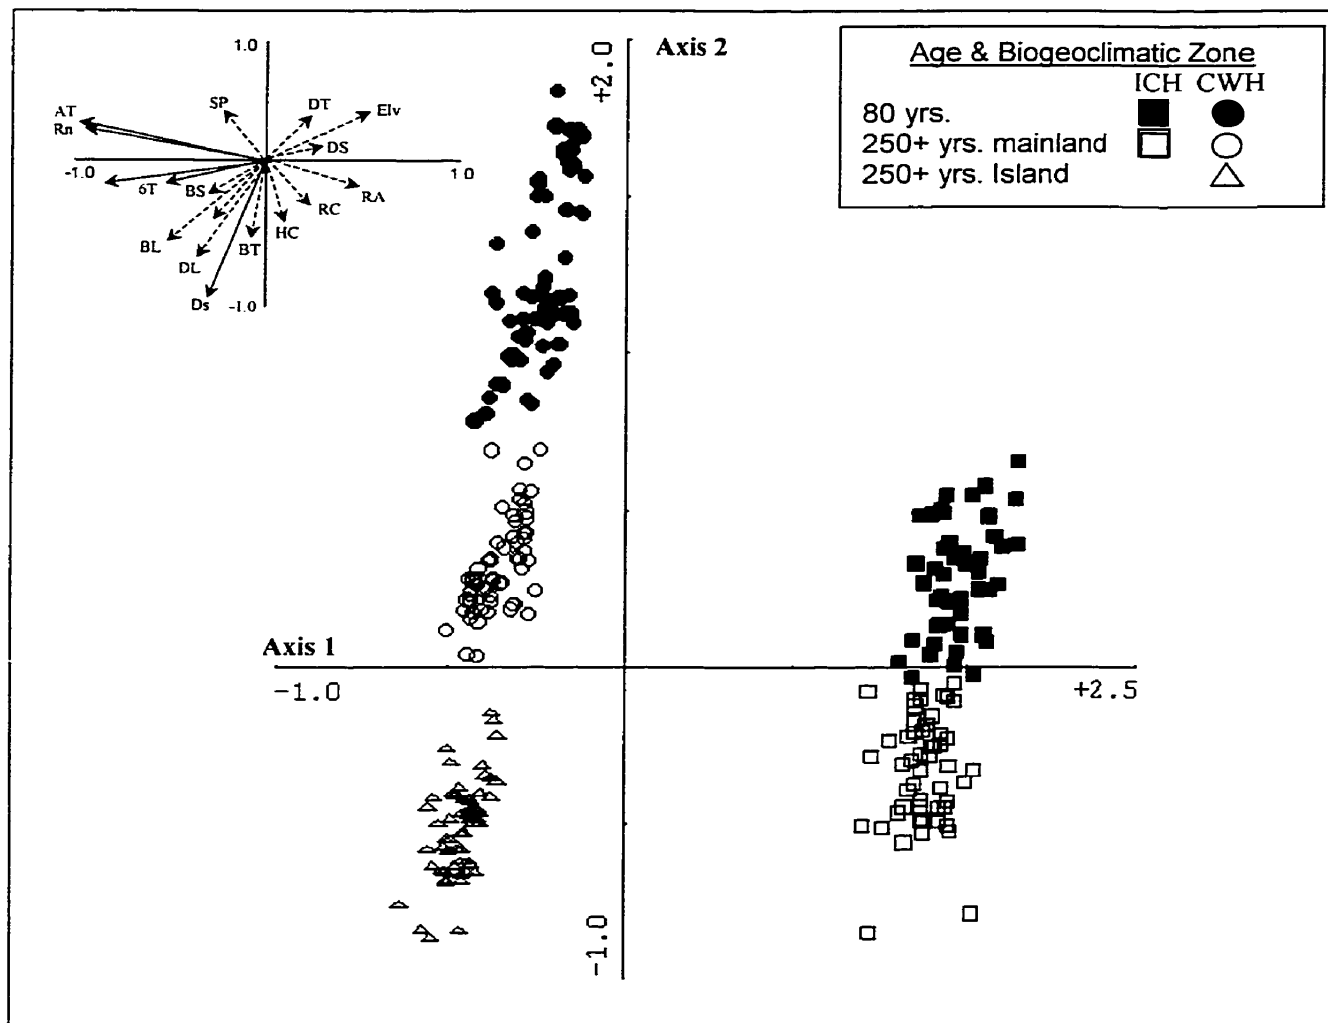 1.0
Axis 2
+2.0
Age & Biogeoclimatic Zone
ICH CWH
80 yrs.
250+ yrs. mainland
250+ yrs. Island
SP
DT
Elv
AT
Rn
DS
-1.0
1.0
6T
BS
RA
RC
HC
BL
BT
DL
Ds
-1.0
Axis 1
-1.0
+2.5
-1.0